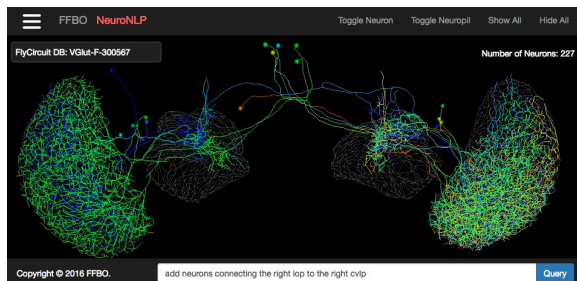 FFBO NeuroNLP Toggle Neuron Toggle Neuropil Show All Hide All
FlyCircuit DB: VGlut-F-300567 Number of Neurons: 227
Copyright © 2016 FFBO. add neurons connecting the right lop to the right cvlp Query